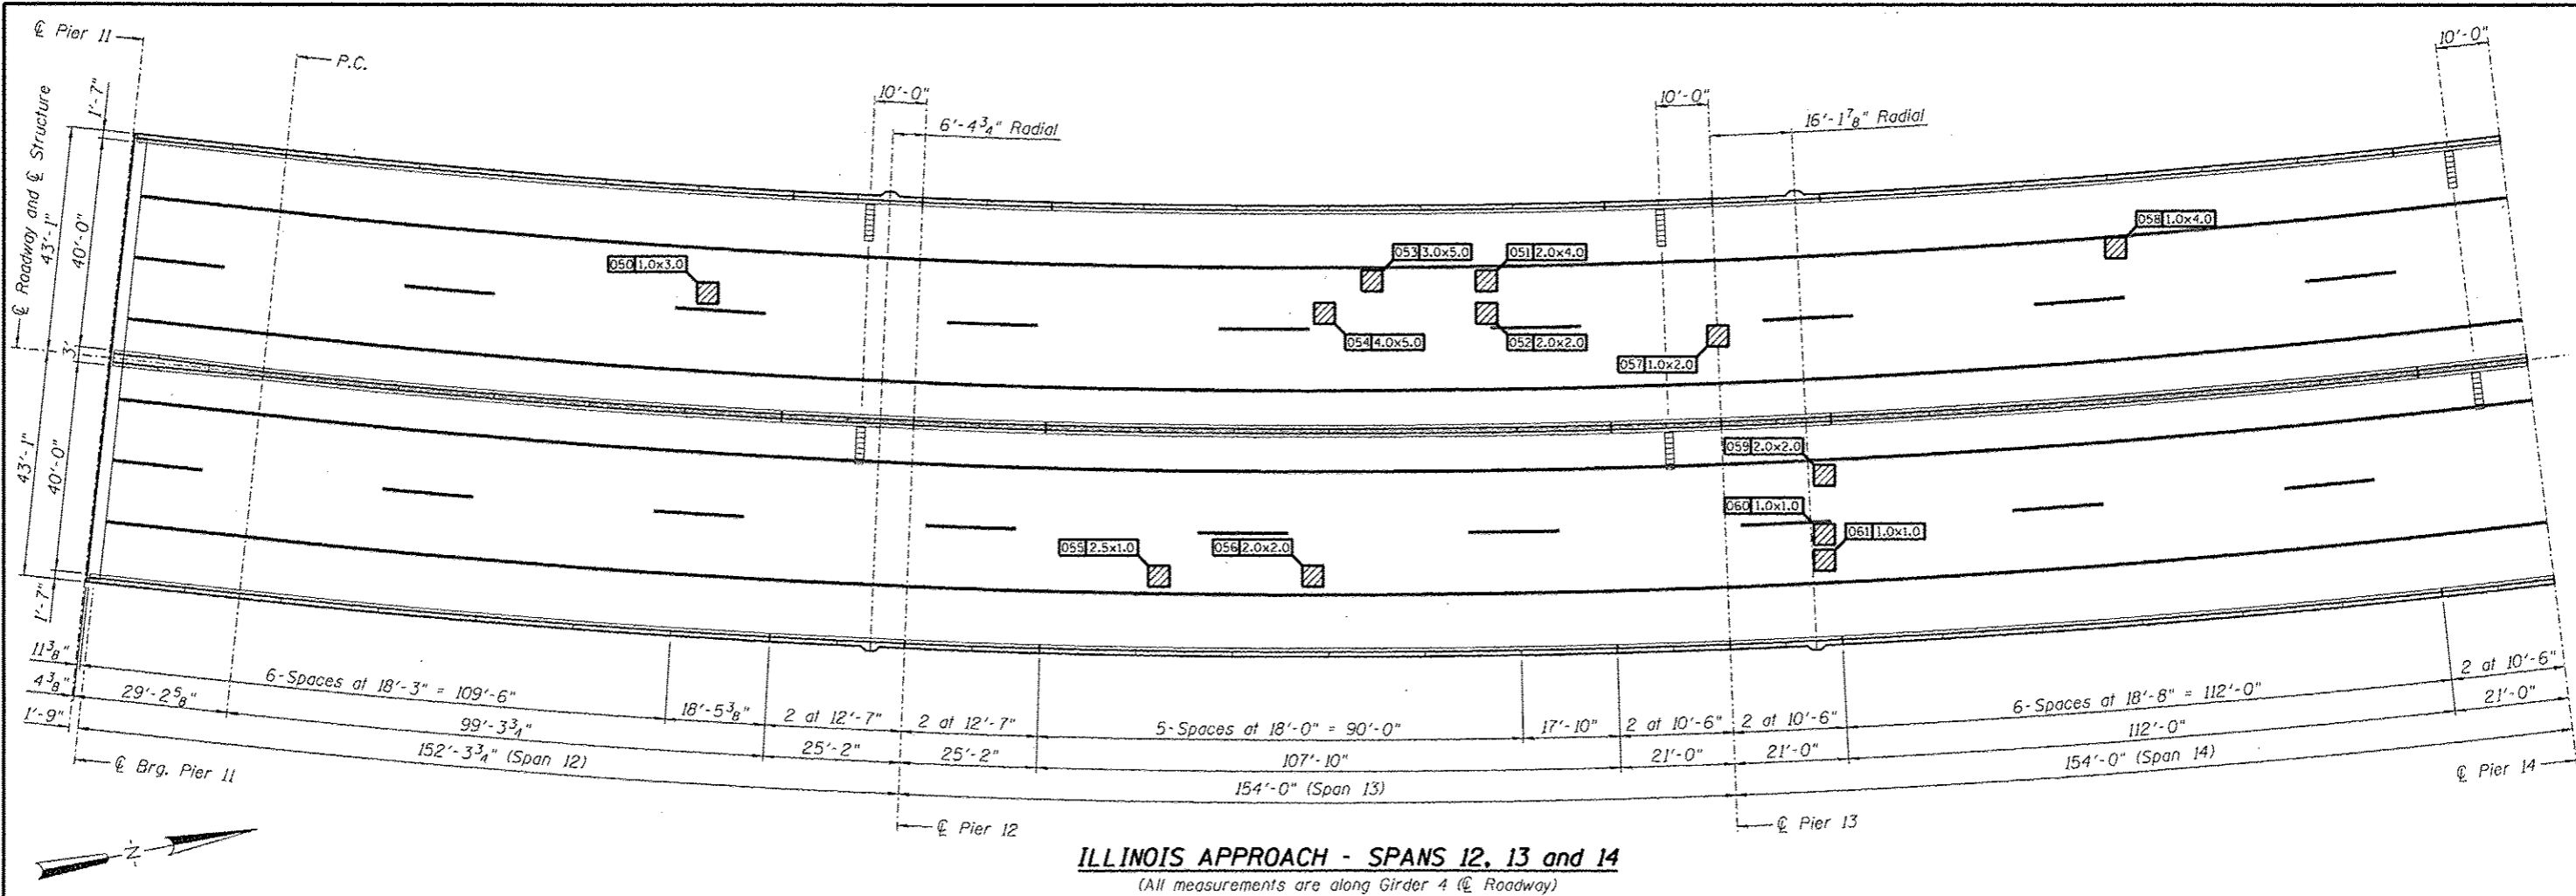 ℄ Pier 11
P.C.
10'-0"
6'-4¾" Radial
10'-0"
16'-1⅞" Radial
10'-0"
1'-7"
℄ Roadway and ℄ Structure
43'-1"
40'-0"
3'
43'-1"
40'-0"
1'-7"
050 1.0x3.0
053 3.0x5.0
051 2.0x4.0
058 1.0x4.0
054 4.0x5.0
052 2.0x2.0
057 1.0x2.0
059 2.0x2.0
060 1.0x1.0
061 1.0x1.0
055 2.5x1.0
056 2.0x2.0
11⅜"
4⅜"
1'-9"
29'-2⅝"
6-Spaces at 18'-3" = 109'-6"
18'-5⅜"
2 at 12'-7"
2 at 12'-7"
5-Spaces at 18'-0" = 90'-0"
17'-10"
2 at 10'-6"
2 at 10'-6"
6-Spaces at 18'-8" = 112'-0"
2 at 10'-6"
99'-3¾"
25'-2"
25'-2"
107'-10"
21'-0"
21'-0"
112'-0"
21'-0"
152'-3¾" (Span 12)
154'-0" (Span 13)
154'-0" (Span 14)
℄ Brg. Pier 11
℄ Pier 12
℄ Pier 13
℄ Pier 14
N
ILLINOIS APPROACH - SPANS 12, 13 and 14
(All measurements are along Girder 4 (℄ Roadway)